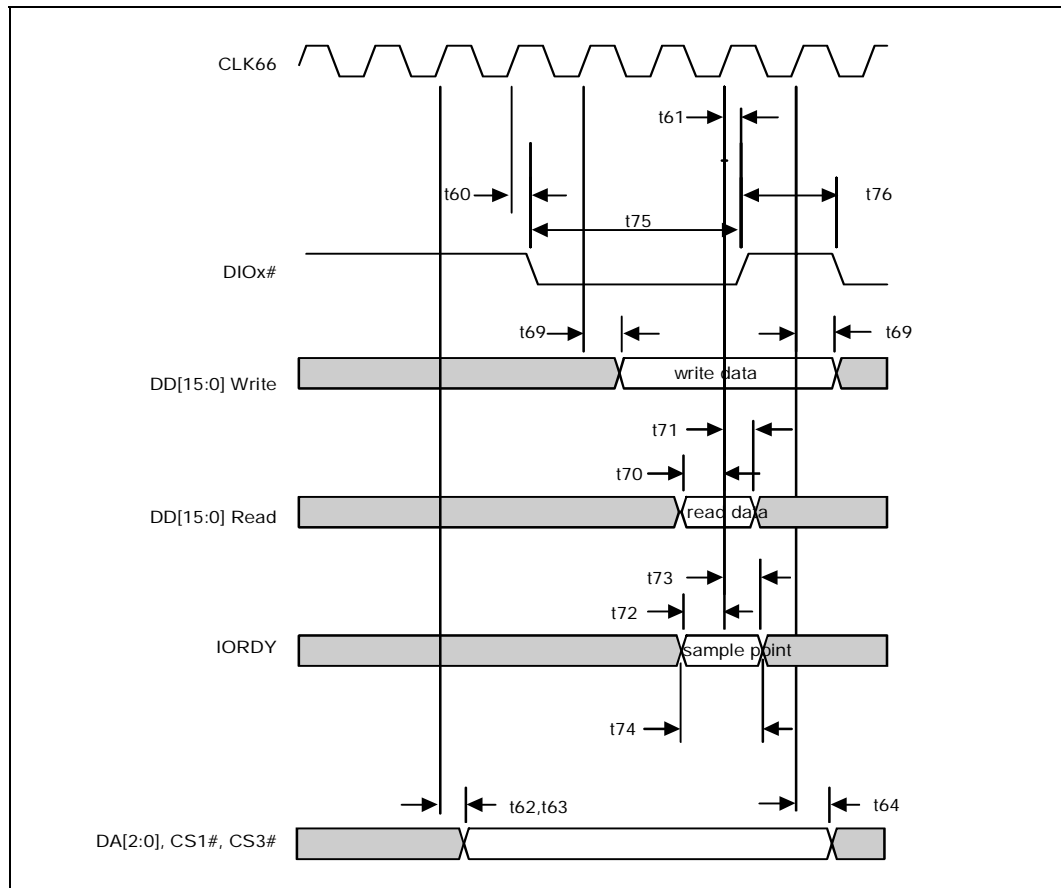 CLK66
t61
t60
t76
t75
DIOx#
t69
t69
DD[15:0] Write
write data
t71
t70
DD[15:0] Read
read data
t73
t72
IORDY
sample point
t74
t62,t63
t64
DA[2:0], CS1#, CS3#